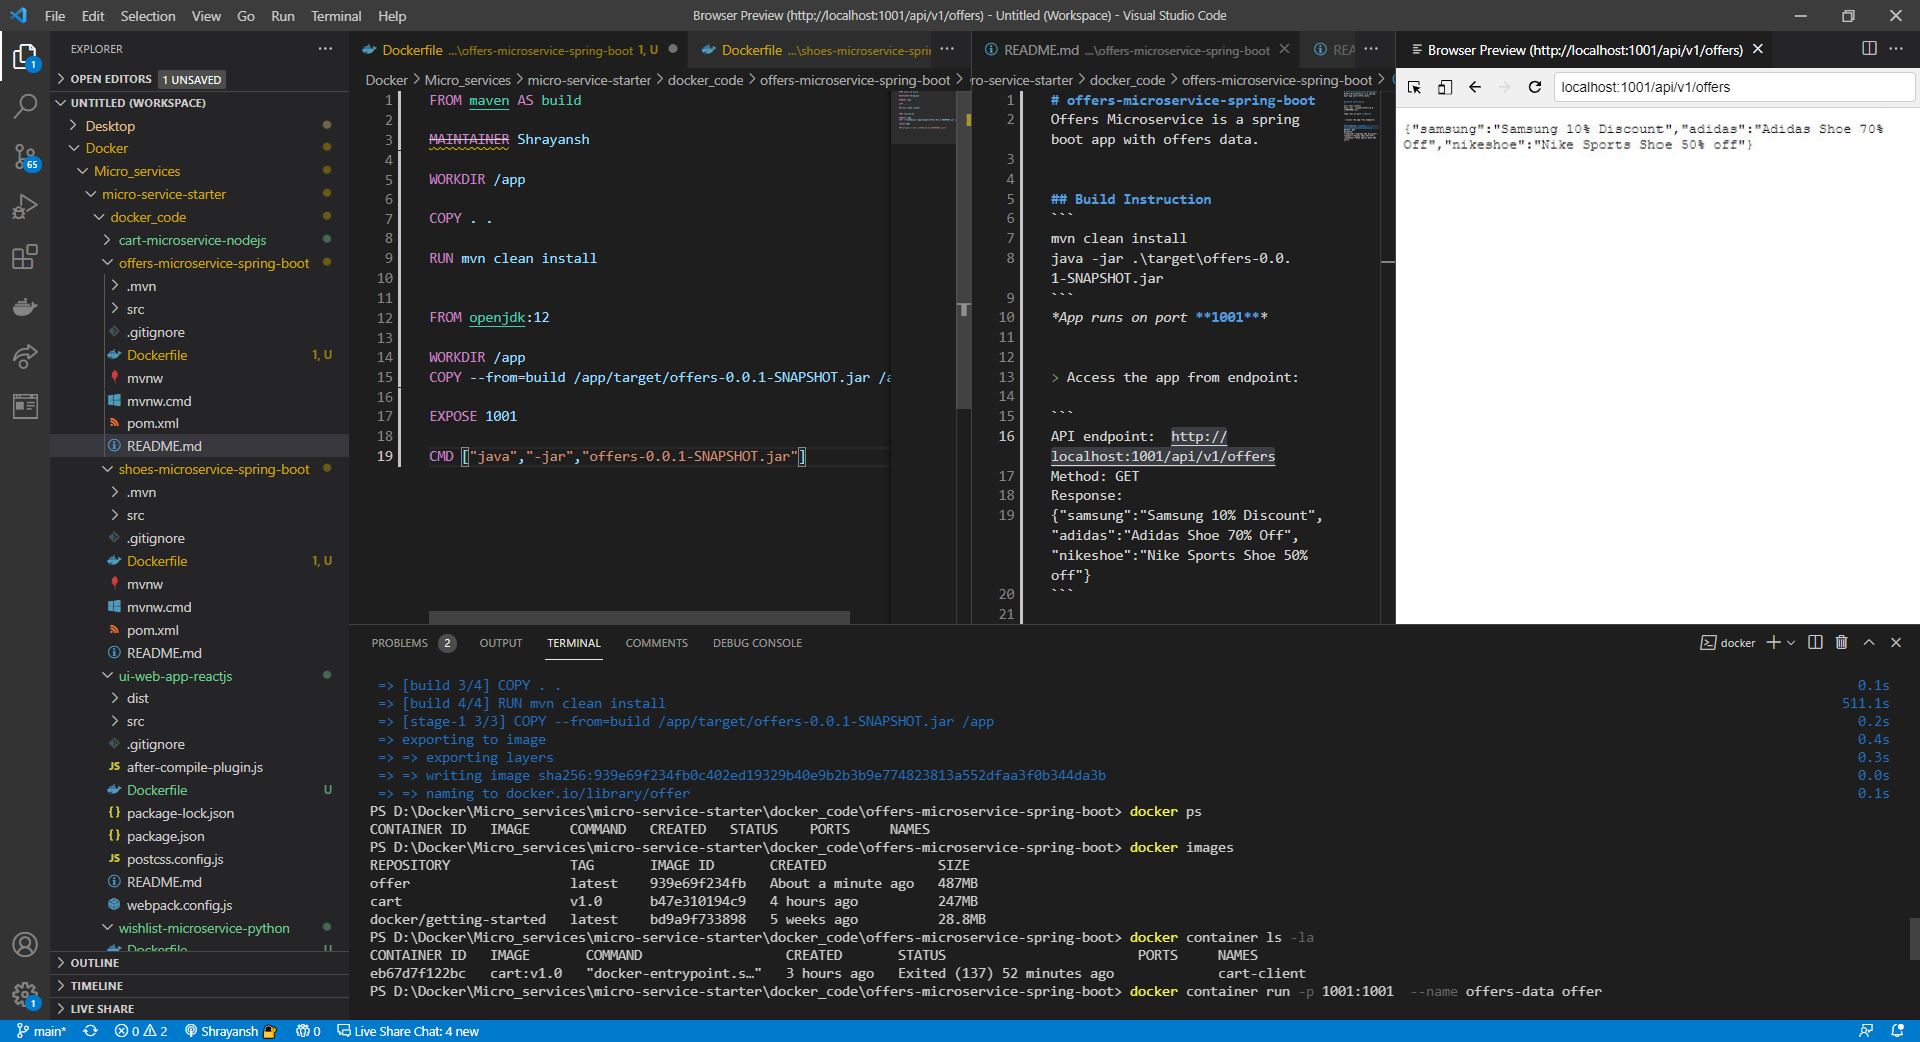 File Edit Selection View Go Run Terminal Help
Browser Preview (http://localhost:1001/api/v1/offers) - Untitled (Workspace) - Visual Studio Code
EXPLORER
OPEN EDITORS 1 UNSAVED
UNTITLED (WORKSPACE)
Desktop
Docker
Micro_services
micro-service-starter
docker_code
cart-microservice-nodejs
offers-microservice-spring-boot
.mvn
src
.gitignore
Dockerfile 1, U
mvnw
mvnw.cmd
pom.xml
README.md
shoes-microservice-spring-boot
.mvn
src
.gitignore
Dockerfile 1, U
mvnw
mvnw.cmd
pom.xml
README.md
ui-web-app-reactjs
dist
src
.gitignore
JS after-compile-plugin.js
Dockerfile U
{} package-lock.json
{} package.json
JS postcss.config.js
README.md
webpack.config.js
wishlist-microservice-python
Dockerfile U
OUTLINE
TIMELINE
LIVE SHARE
1
65
1
Dockerfile ...\offers-microservice-spring-boot 1, U
Dockerfile ...\shoes-microservice-spri
Docker > Micro_services > micro-service-starter > docker_code > offers-microservice-spring-boot >
1 FROM maven AS build
2
3 MAINTAINER Shrayansh
4
5 WORKDIR /app
6
7 COPY . .
8
9 RUN mvn clean install
10
11
12 FROM openjdk:12
13
14 WORKDIR /app
15 COPY --from=build /app/target/offers-0.0.1-SNAPSHOT.jar /a
16
17 EXPOSE 1001
18
19 CMD ["java","-jar","offers-0.0.1-SNAPSHOT.jar"]
README.md ...\offers-microservice-spring-boot
REA
ro-service-starter > docker_code > offers-microservice-spring-boot >
1 # offers-microservice-spring-boot
2 Offers Microservice is a spring
boot app with offers data.
3
4
5 ## Build Instruction
6 ```
7 mvn clean install
8 java -jar .\target\offers-0.0.
1-SNAPSHOT.jar
9 ```
10 *App runs on port **1001***
11
12
13 > Access the app from endpoint:
14
15 ```
16 API endpoint: http://
localhost:1001/api/v1/offers
17 Method: GET
18 Response:
19 {"samsung":"Samsung 10% Discount",
"adidas":"Adidas Shoe 70% Off",
"nikeshoe":"Nike Sports Shoe 50%
off"}
20 ```
21
Browser Preview (http://localhost:1001/api/v1/offers)
localhost:1001/api/v1/offers
{"samsung":"Samsung 10% Discount","adidas":"Adidas Shoe 70%
Off","nikeshoe":"Nike Sports Shoe 50% off"}
PROBLEMS 2 OUTPUT TERMINAL COMMENTS DEBUG CONSOLE
docker
=> [build 3/4] COPY . . 0.1s
=> [build 4/4] RUN mvn clean install 511.1s
=> [stage-1 3/3] COPY --from=build /app/target/offers-0.0.1-SNAPSHOT.jar /app 0.2s
=> exporting to image 0.4s
=> => exporting layers 0.3s
=> => writing image sha256:939e69f234fb0c402ed19329b40e9b2b3b9e774823813a552dfaa3f0b344da3b 0.0s
=> => naming to docker.io/library/offer 0.1s
PS D:\Docker\Micro_services\micro-service-starter\docker_code\offers-microservice-spring-boot> docker ps
CONTAINER ID IMAGE COMMAND CREATED STATUS PORTS NAMES
PS D:\Docker\Micro_services\micro-service-starter\docker_code\offers-microservice-spring-boot> docker images
REPOSITORY TAG IMAGE ID CREATED SIZE
offer latest 939e69f234fb About a minute ago 487MB
cart v1.0 b47e310194c9 4 hours ago 247MB
docker/getting-started latest bd9a9f733898 5 weeks ago 28.8MB
PS D:\Docker\Micro_services\micro-service-starter\docker_code\offers-microservice-spring-boot> docker container ls -la
CONTAINER ID IMAGE COMMAND CREATED STATUS PORTS NAMES
eb67d7f122bc cart:v1.0 "docker-entrypoint.s…" 3 hours ago Exited (137) 52 minutes ago cart-client
PS D:\Docker\Micro_services\micro-service-starter\docker_code\offers-microservice-spring-boot> docker container run -p 1001:1001 --name offers-data offer
main* 0 2 Shrayansh 0 Live Share Chat: 4 new